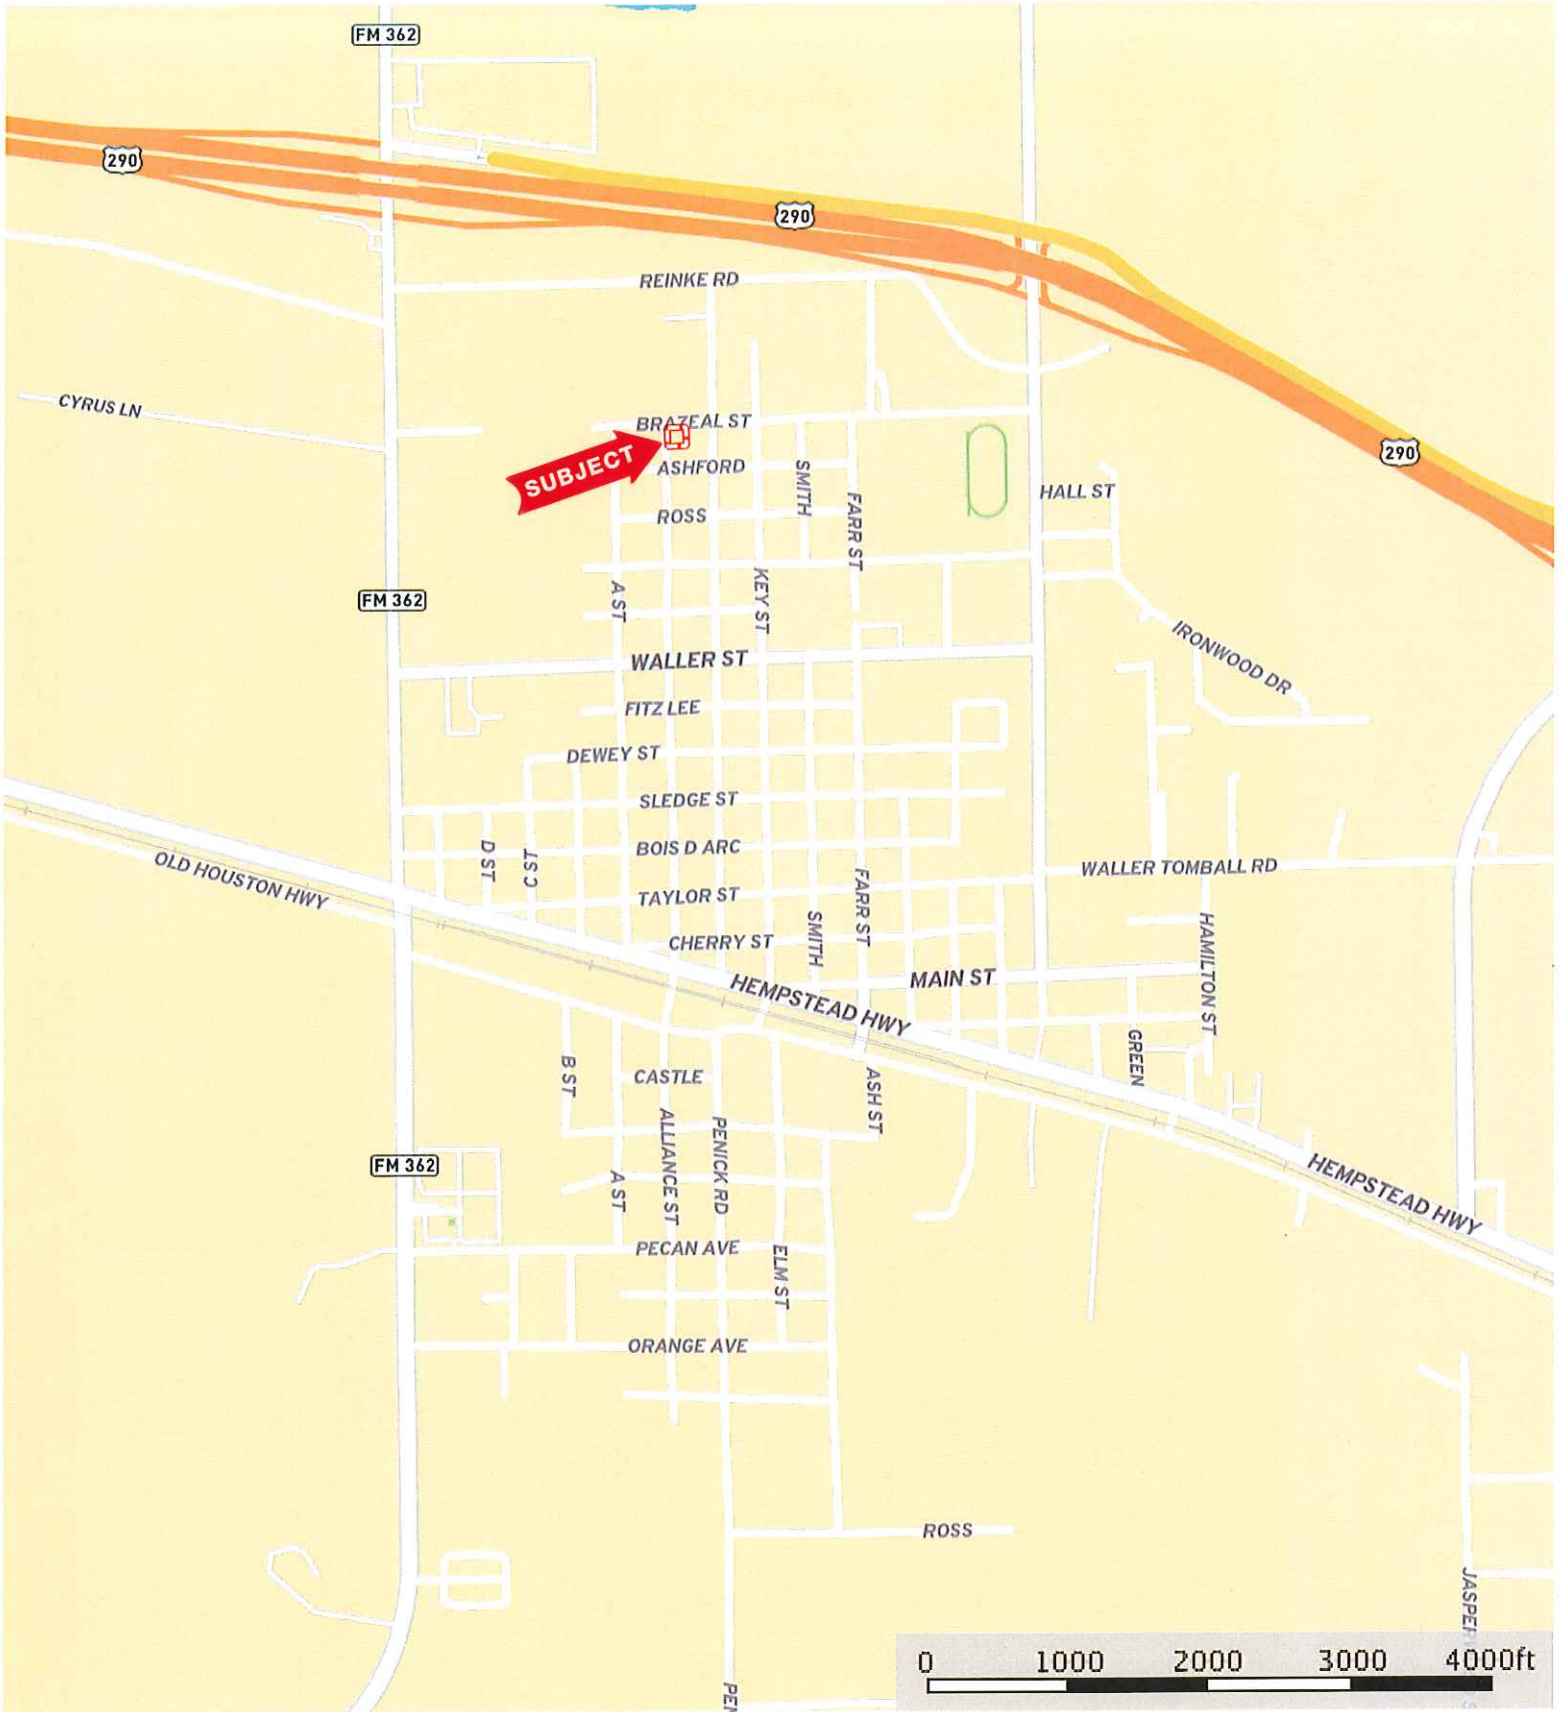 FM 362
290
290
REINKE RD
CYRUS LN
BRAZEAL ST
SUBJECT
ASHFORD
290
SMITH
HALL ST
FARR ST
ROSS
A ST
KEY ST
FM 362
IRONWOOD DR
WALLER ST
FITZ LEE
DEWEY ST
SLEDGE ST
D ST
C ST
BOIS D ARC
OLD HOUSTON HWY
WALLER TOMBALL RD
TAYLOR ST
FARR ST
SMITH
HAMILTON ST
CHERRY ST
MAIN ST
HEMPSTEAD HWY
GREEN
B ST
CASTLE
ASH ST
ALLIANCE ST
PENICK RD
FM 362
A ST
HEMPSTEAD HWY
PECAN AVE
ELM ST
ORANGE AVE
ROSS
JASPER
PEN
0 1000 2000 3000 4000ft